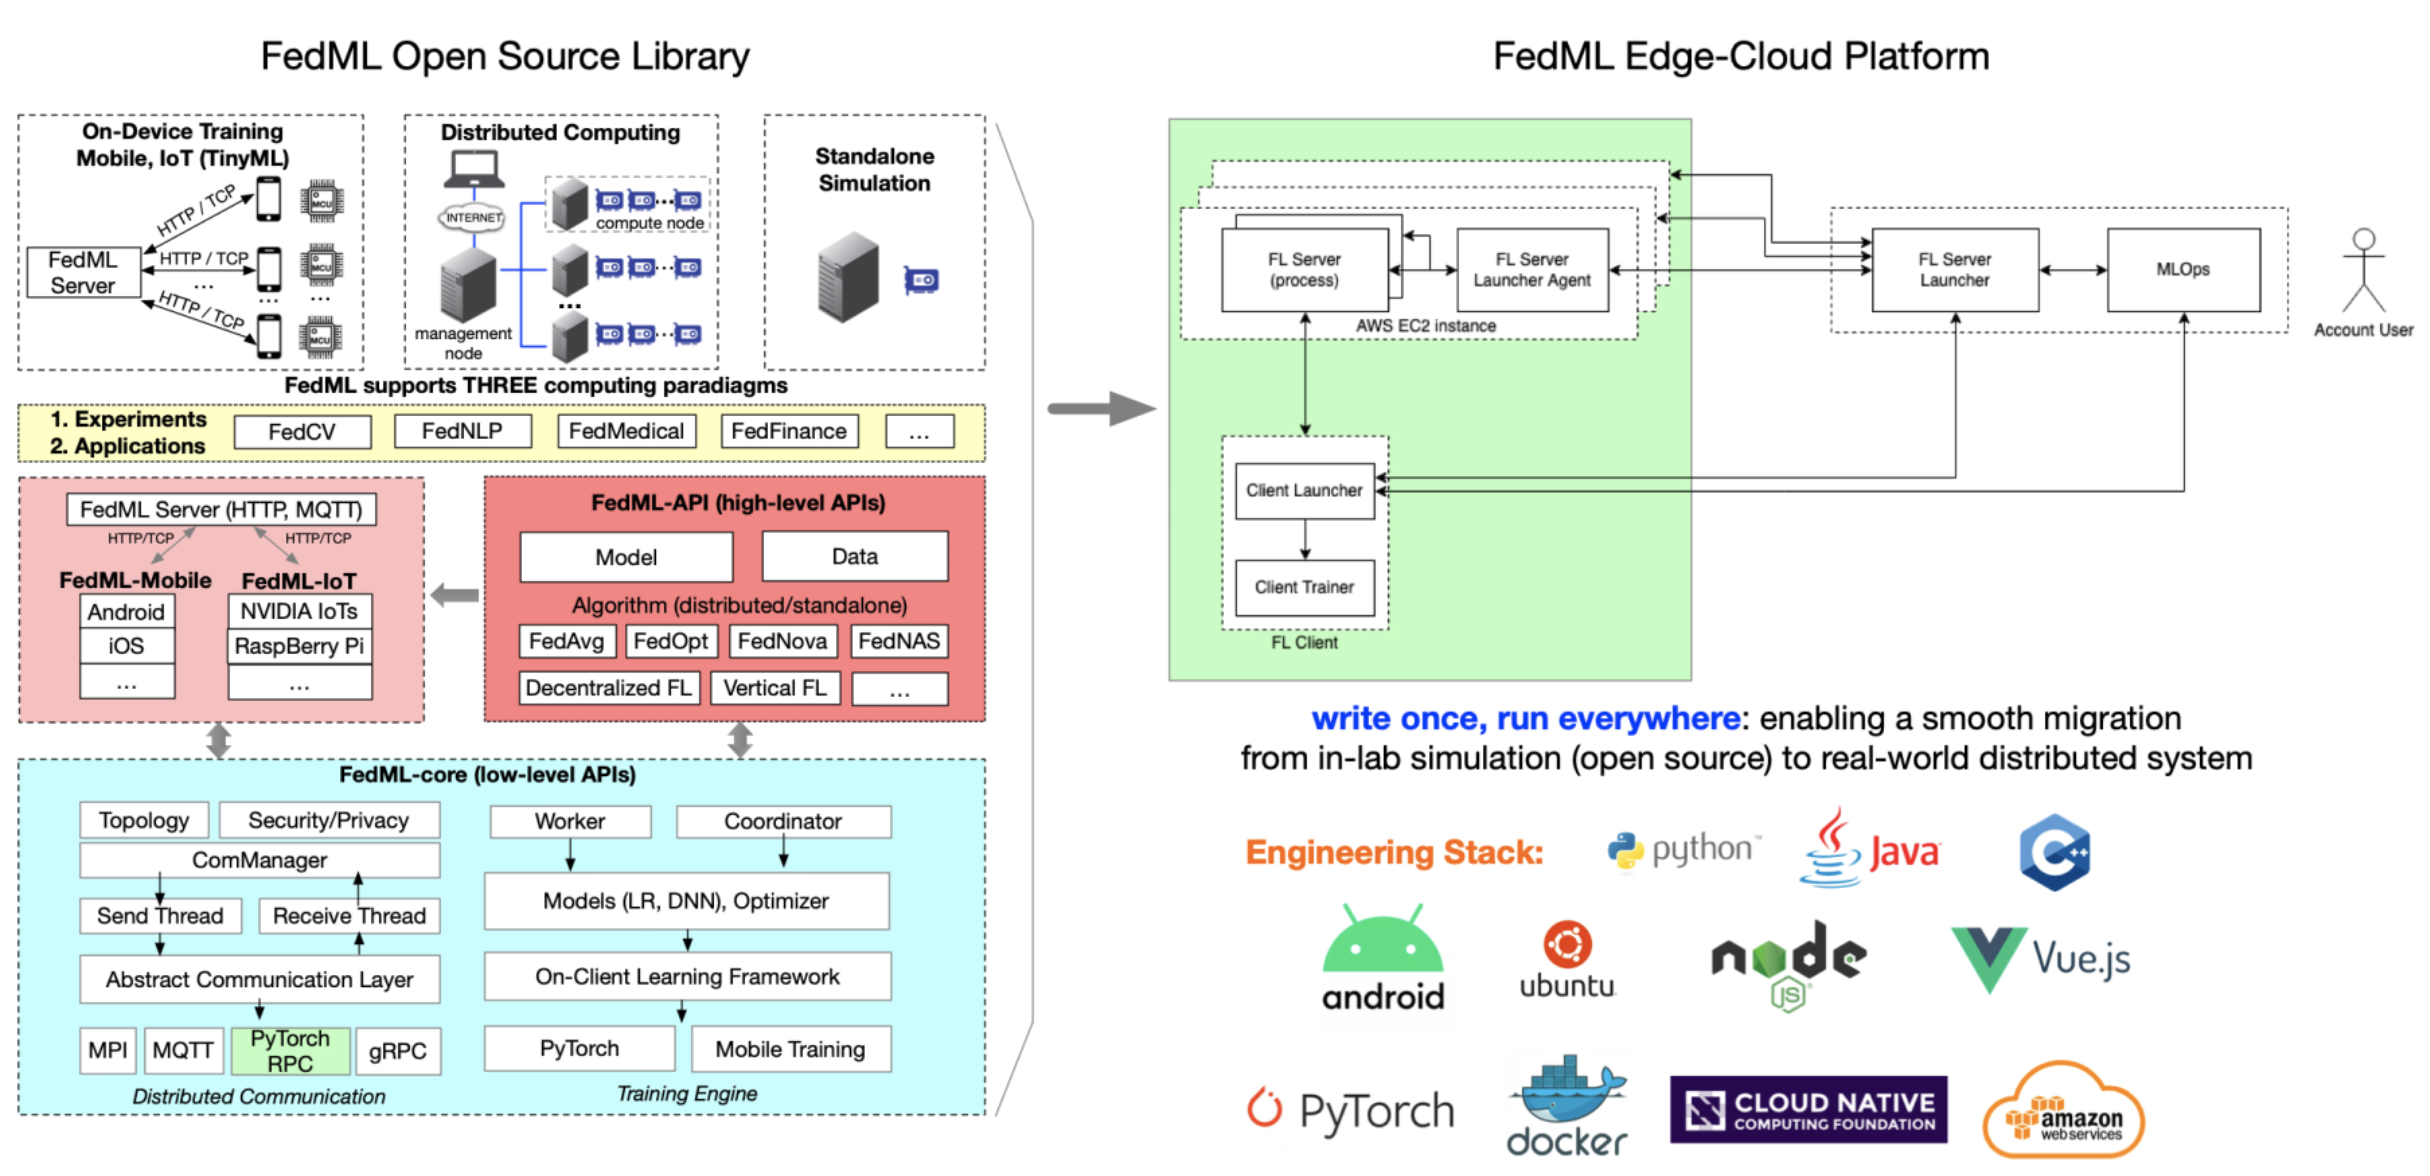 FedML Open Source Library
On-Device Training
Mobile, IoT (TinyML)
HTTP / TCP
FedML
Server
HTTP / TCP
...
HTTP / TCP
...
...
MCU
MCU
MCU
Distributed Computing
INTERNET
compute node
...
...
...
...
management
node
Standalone
Simulation
FedML supports THREE computing paradiagms
1. Experiments
2. Applications
FedCV
FedNLP
FedMedical
FedFinance
...
FedML Server (HTTP, MQTT)
HTTP/TCP
HTTP/TCP
FedML-Mobile
Android
iOS
...
FedML-IoT
NVIDIA IoTs
RaspBerry Pi
...
FedML-API (high-level APIs)
Model
Data
Algorithm (distributed/standalone)
FedAvg
FedOpt
FedNova
FedNAS
Decentralized FL
Vertical FL
...
FedML-core (low-level APIs)
Topology
Security/Privacy
ComManager
Send Thread
Receive Thread
Abstract Communication Layer
MPI
MQTT
PyTorch
RPC
gRPC
Distributed Communication
Worker
Coordinator
Models (LR, DNN), Optimizer
On-Client Learning Framework
PyTorch
Mobile Training
Training Engine
FedML Edge-Cloud Platform
FL Server
(process)
FL Server
Launcher Agent
AWS EC2 instance
FL Server
Launcher
MLOps
Account User
Client Launcher
Client Trainer
FL Client
write once, run everywhere: enabling a smooth migration
from in-lab simulation (open source) to real-world distributed system
Engineering Stack:
python™
Java
C++
android
ubuntu
node
JS
Vue.js
PyTorch
docker
CLOUD NATIVE
COMPUTING FOUNDATION
amazon
webservices